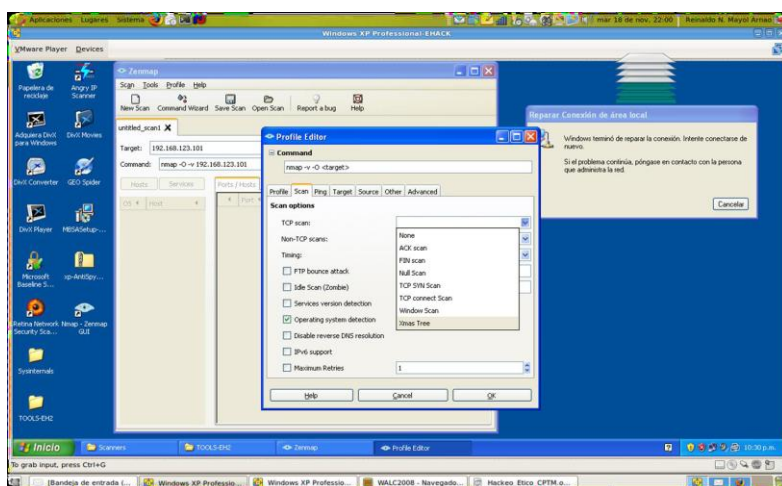 Aplicaciones Lugares Sistema
mar 18 de nov, 22:00 Reinaldo N. Mayol Arnao
Windows XP Professional-EHACK
VMware Player Devices
Papelera de reciclaje
Angry IP Scanner
Adquiera DivX para Windows
DivX Movies
DivX Converter
GEO Spider
DivX Player
MBSASetup-...
Microsoft Baseline S...
xp-AntiSpy...
Retina Network Security Sca...
Nmap - Zenmap GUI
Sysinternals
TOOLS-EH2
Zenmap
Scan Tools Profile Help
New Scan Command Wizard Save Scan Open Scan Report a bug Help
untitled_scan1 X
Target: 192.168.123.101
Command: nmap -O -v 192.168.123.101
Hosts Services Ports / Hosts
OS Host Port
Profile Editor
Command
nmap -v -O <target>
Profile Scan Ping Target Source Other Advanced
Scan options
TCP scan:
Non-TCP scans:
Timing:
None
ACK scan
FIN scan
Null Scan
TCP SYN Scan
TCP connect Scan
Window Scan
Xmas Tree
FTP bounce attack
Idle Scan (Zombie)
Services version detection
Operating system detection
Disable reverse DNS resolution
IPv6 support
Maximum Retries 1
Help Cancel OK
Reparar Conexión de área local
Windows terminó de reparar la conexión. Intente conectarse de nuevo.
Si el problema continúa, póngase en contacto con la persona que administra la red.
Cancelar
Inicio Scanners TOOLS-EH2 Zenmap Profile Editor 10:30 p.m.
To grab input, press Ctrl+G
[Bandeja de entrada (... Windows XP Professio... Windows XP Professio... WALC2008 - Navegado... Hackeo_Etico_CPTM.o...